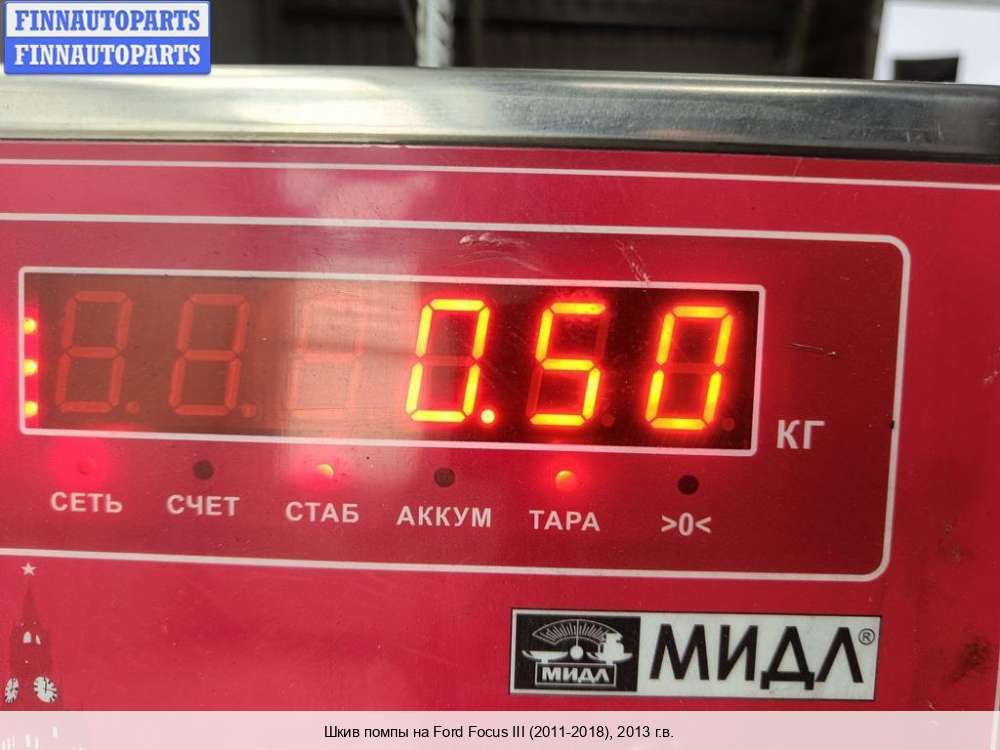 FINNAUTOPARTS
FINNAUTOPARTS
0.50
КГ
СЕТЬ СЧЕТ СТАБ АККУМ ТАРА >0<
МИДЛ МИДЛ®
Шкив помпы на Ford Focus III (2011-2018), 2013 г.в.